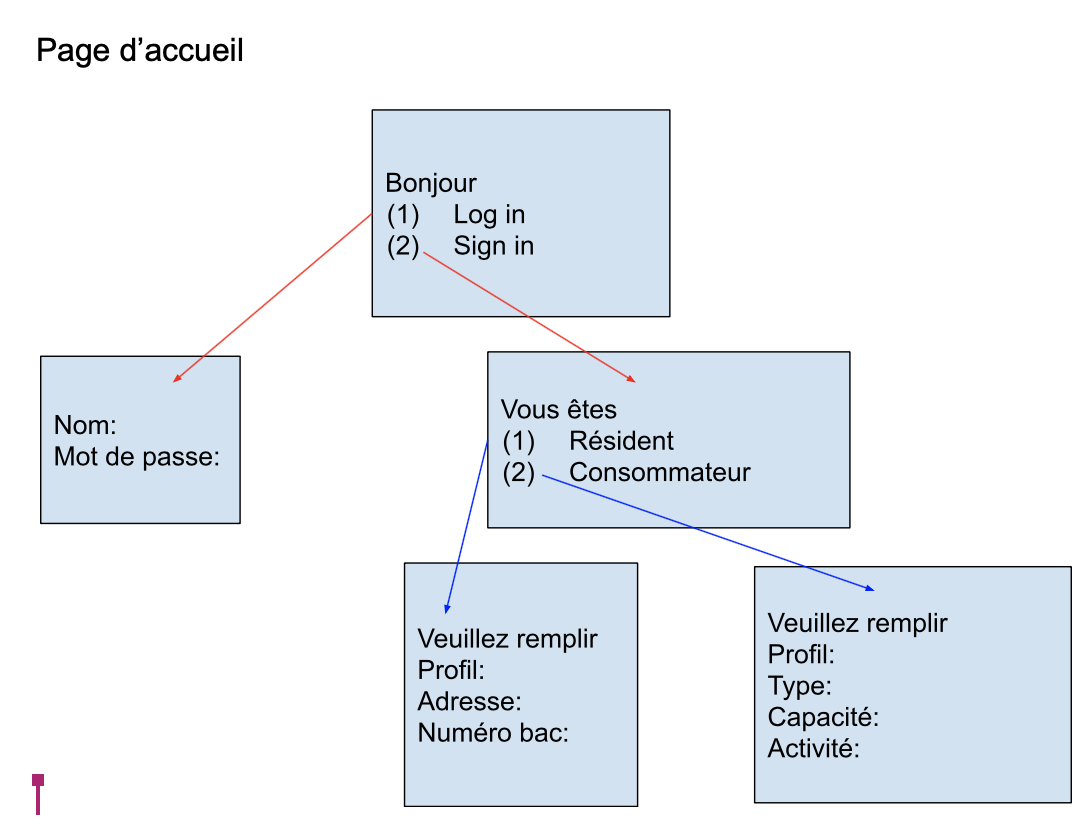 Page d’accueil
Bonjour
(1) Log in
(2) Sign in
Nom:
Mot de passe:
Vous êtes
(1) Résident
(2) Consommateur
Veuillez remplir
Profil:
Adresse:
Numéro bac:
Veuillez remplir
Profil:
Type:
Capacité:
Activité: